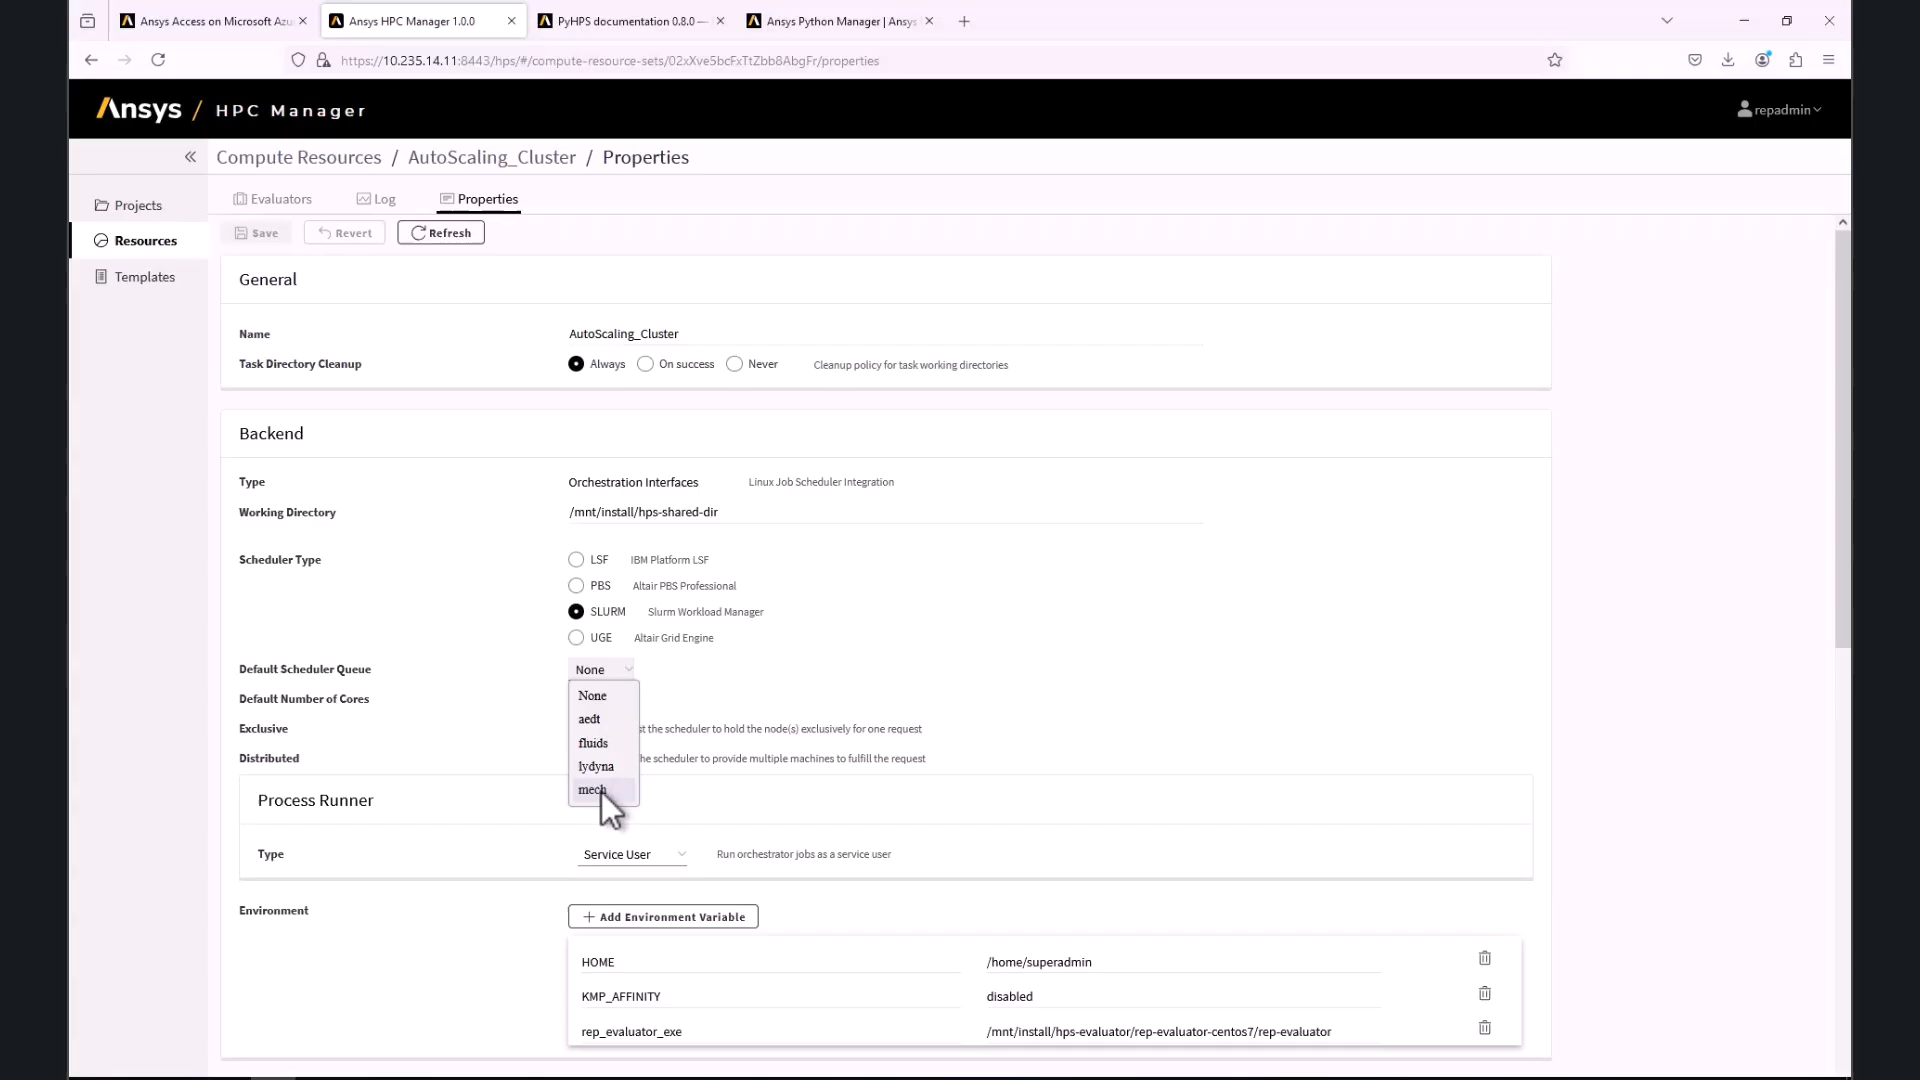 Ansys Access on Microsoft Azu
Ansys HPC Manager 1.0.0
PyHPS documentation 0.8.0 —
Ansys Python Manager | Ansys
https://10.235.14.11:8443/hps/#/compute-resource-sets/02xXve5bcFxTtZbb8AbgFr/properties
Ansys / HPC Manager
repadmin
Compute Resources / AutoScaling_Cluster / Properties
Projects
Resources
Templates
Evaluators
Log
Properties
Save
Revert
Refresh
General
Name
AutoScaling_Cluster
Task Directory Cleanup
Always
On success
Never
Cleanup policy for task working directories
Backend
Type
Orchestration Interfaces
Linux Job Scheduler Integration
Working Directory
/mnt/install/hps-shared-dir
Scheduler Type
LSF
IBM Platform LSF
PBS
Altair PBS Professional
SLURM
Slurm Workload Manager
UGE
Altair Grid Engine
Default Scheduler Queue
None
None
aedt
fluids
lydyna
mech
Default Number of Cores
Exclusive
st the scheduler to hold the node(s) exclusively for one request
Distributed
he scheduler to provide multiple machines to fulfill the request
Process Runner
Type
Service User
Run orchestrator jobs as a service user
Environment
+ Add Environment Variable
HOME
/home/superadmin
KMP_AFFINITY
disabled
rep_evaluator_exe
/mnt/install/hps-evaluator/rep-evaluator-centos7/rep-evaluator